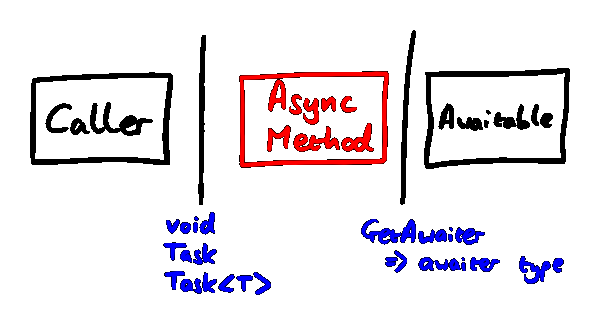 Caller
Async
Method
Awaitable
void
Task
Task<T>
GetAwaiter
=> awaiter type